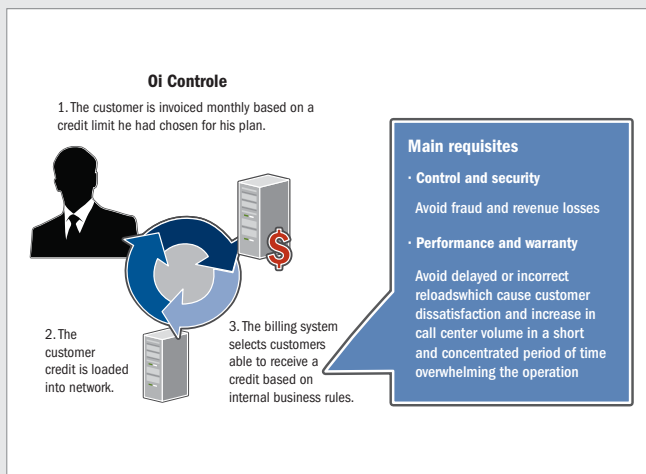 Oi Controle
1. The customer is invoiced monthly based on a
credit limit he had chosen for his plan.
$
2. The
customer
credit is loaded
into network.
3. The billing system
selects customers
able to receive a
credit based on
internal business rules.
Main requisites
· Control and security
Avoid fraud and revenue losses
· Performance and warranty
Avoid delayed or incorrect
reloadswhich cause customer
dissatisfaction and increase in
call center volume in a short
and concentrated period of time
overwhelming the operation